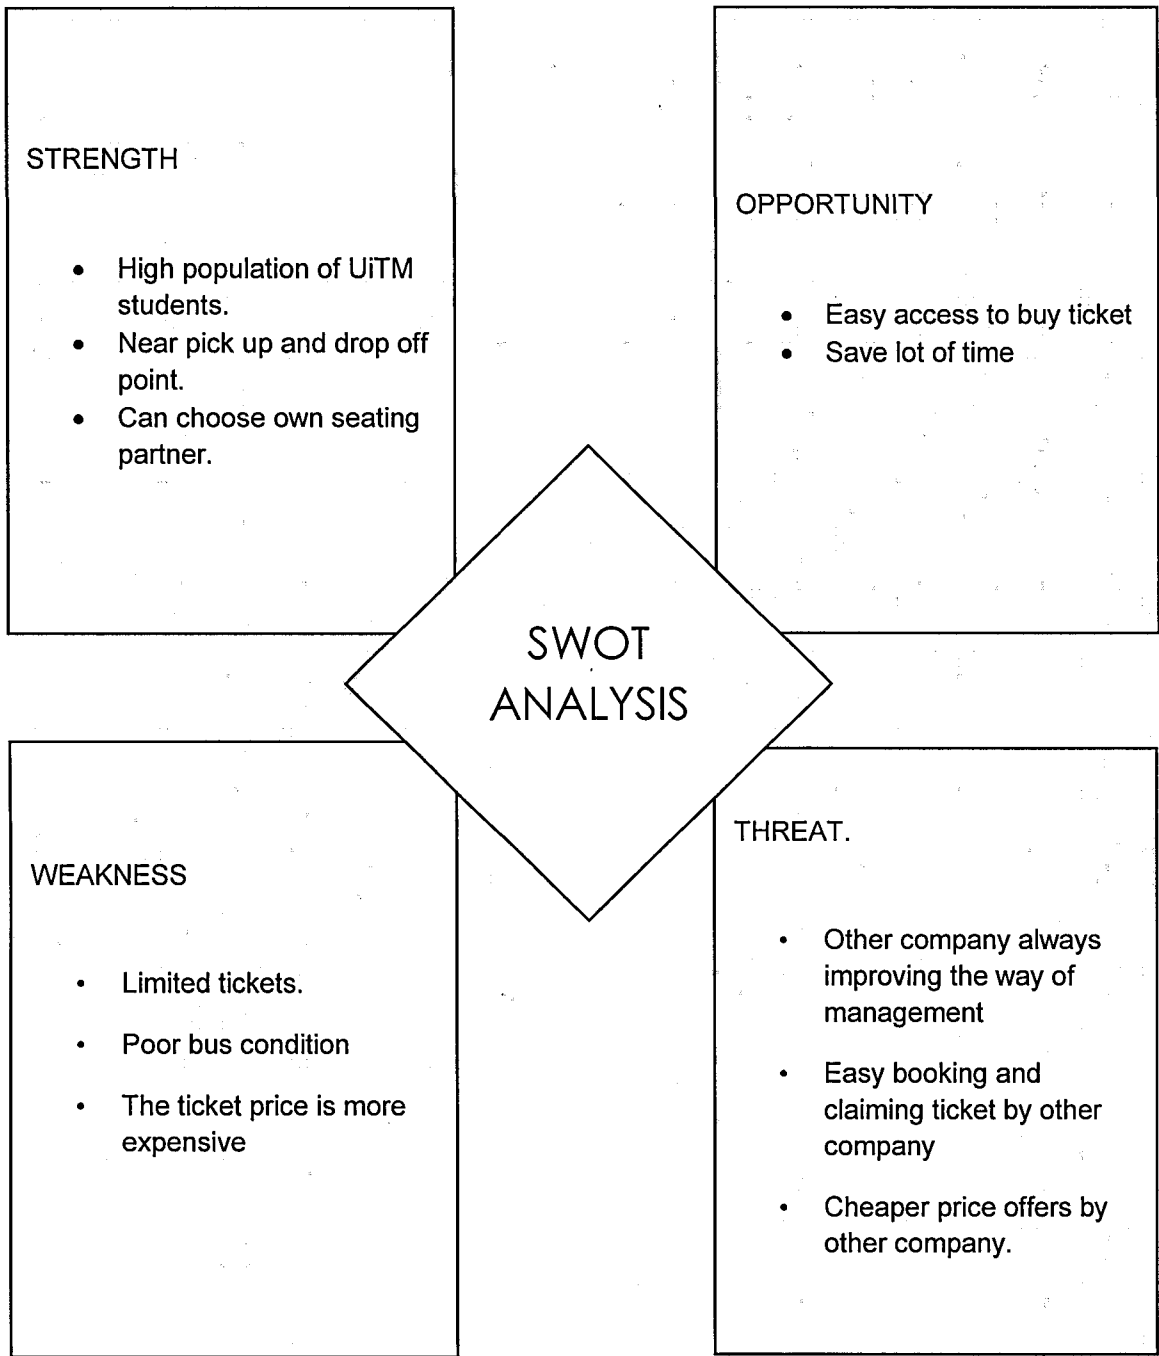 STRENGTH
• High population of UiTM
students.
• Near pick up and drop off
point.
• Can choose own seating
partner.
OPPORTUNITY
• Easy access to buy ticket
• Save lot of time
SWOT
ANALYSIS
WEAKNESS
• Limited tickets.
• Poor bus condition
• The ticket price is more
expensive
THREAT.
• Other company always
improving the way of
management
• Easy booking and
claiming ticket by other
company
• Cheaper price offers by
other company.